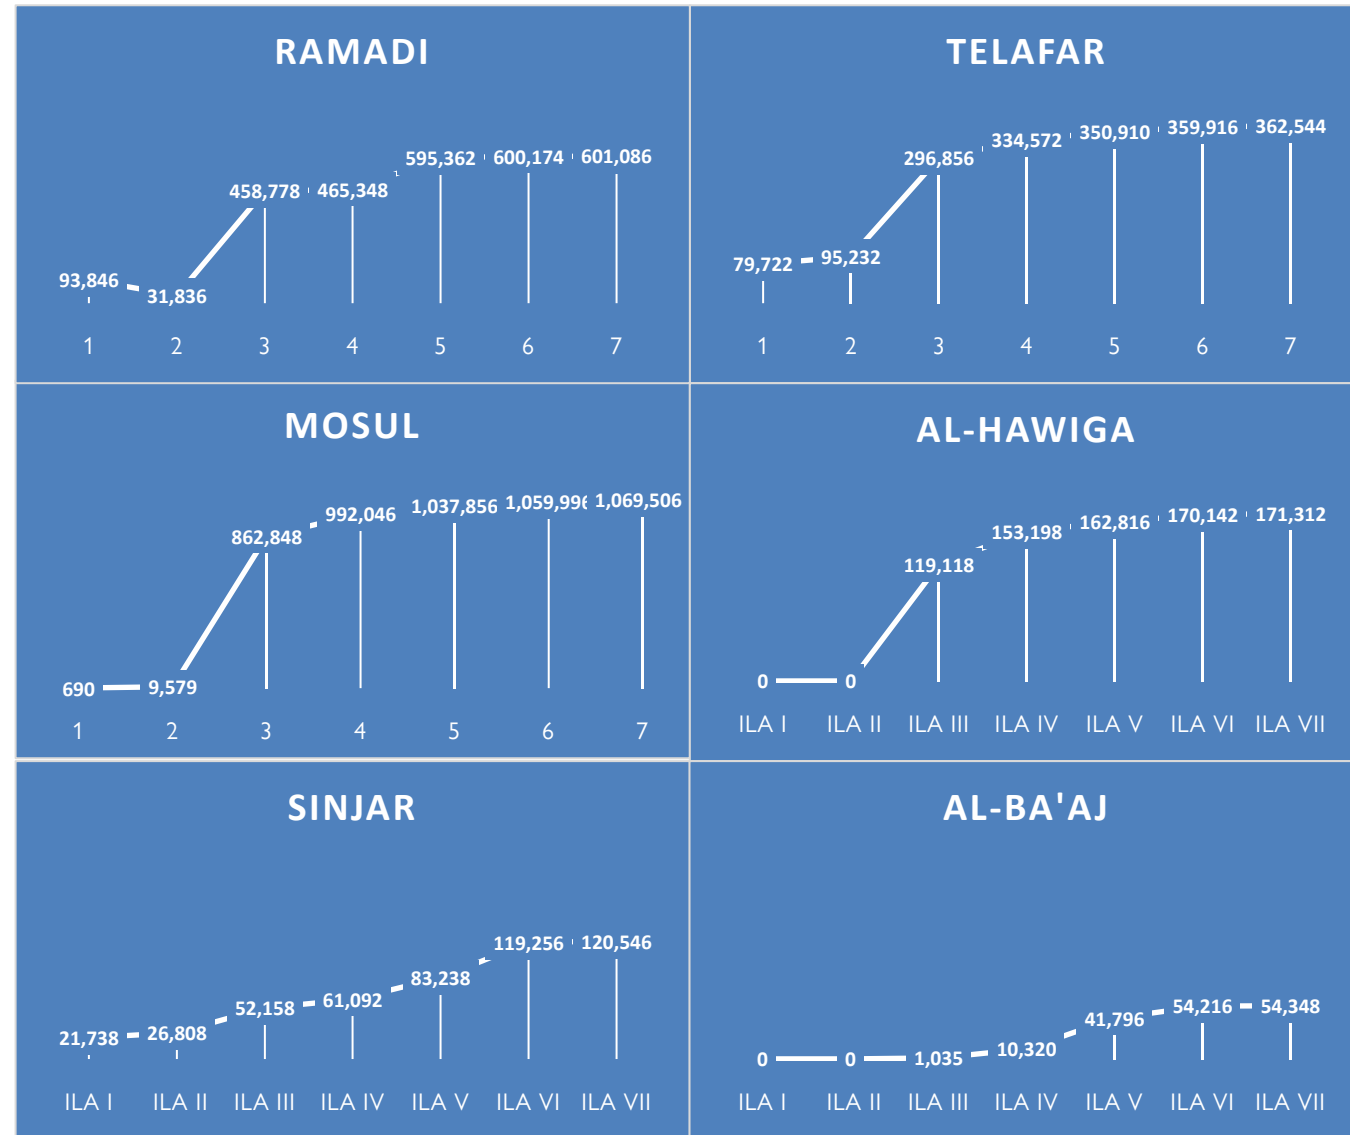 RAMADI
595,362 600,174 601,086
458,778 465,348
93,846
31,836
1 2 3 4 5 6 7
TELAFAR
334,572 350,910 359,916 362,544
296,856
79,722 95,232
1 2 3 4 5 6 7
MOSUL
992,046 1,037,856 1,059,996 1,069,506
862,848
690 9,579
1 2 3 4 5 6 7
AL-HAWIGA
153,198 162,816 170,142 171,312
119,118
0 0
ILA I ILA II ILA III ILA IV ILA V ILA VI ILA VII
SINJAR
119,256 120,546
83,238
52,158 61,092
21,738 26,808
ILA I ILA II ILA III ILA IV ILA V ILA VI ILA VII
AL-BA'AJ
41,796 54,216 54,348
0 0 1,035 10,320
ILA I ILA II ILA III ILA IV ILA V ILA VI ILA VII